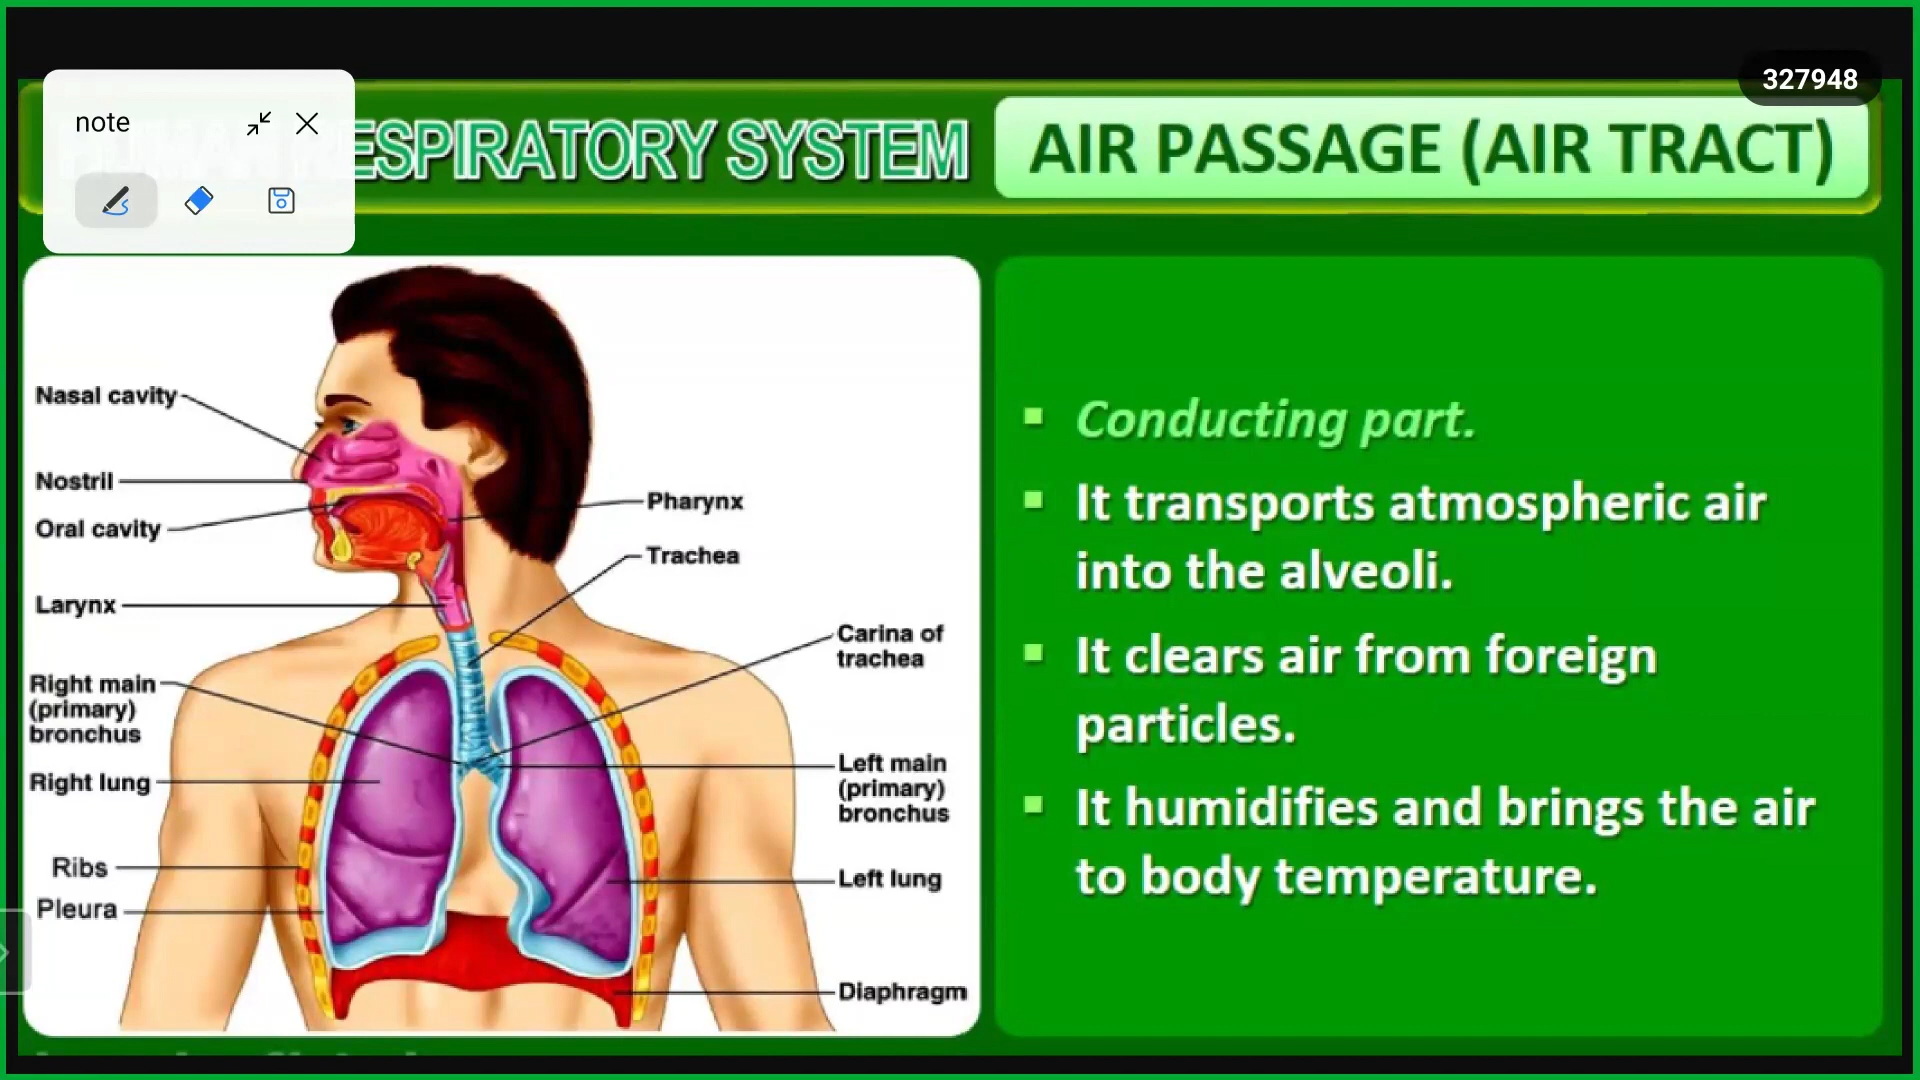 note
327948
RESPIRATORY SYSTEM
AIR PASSAGE (AIR TRACT)
Nasal cavity
Nostril
Oral cavity
Larynx
Right main
(primary)
bronchus
Right lung
Ribs
Pleura
Pharynx
Trachea
Carina of
trachea
Left main
(primary)
bronchus
Left lung
Diaphragm
▪ Conducting part.
▪ It transports atmospheric air
into the alveoli.
▪ It clears air from foreign
particles.
▪ It humidifies and brings the air
to body temperature.